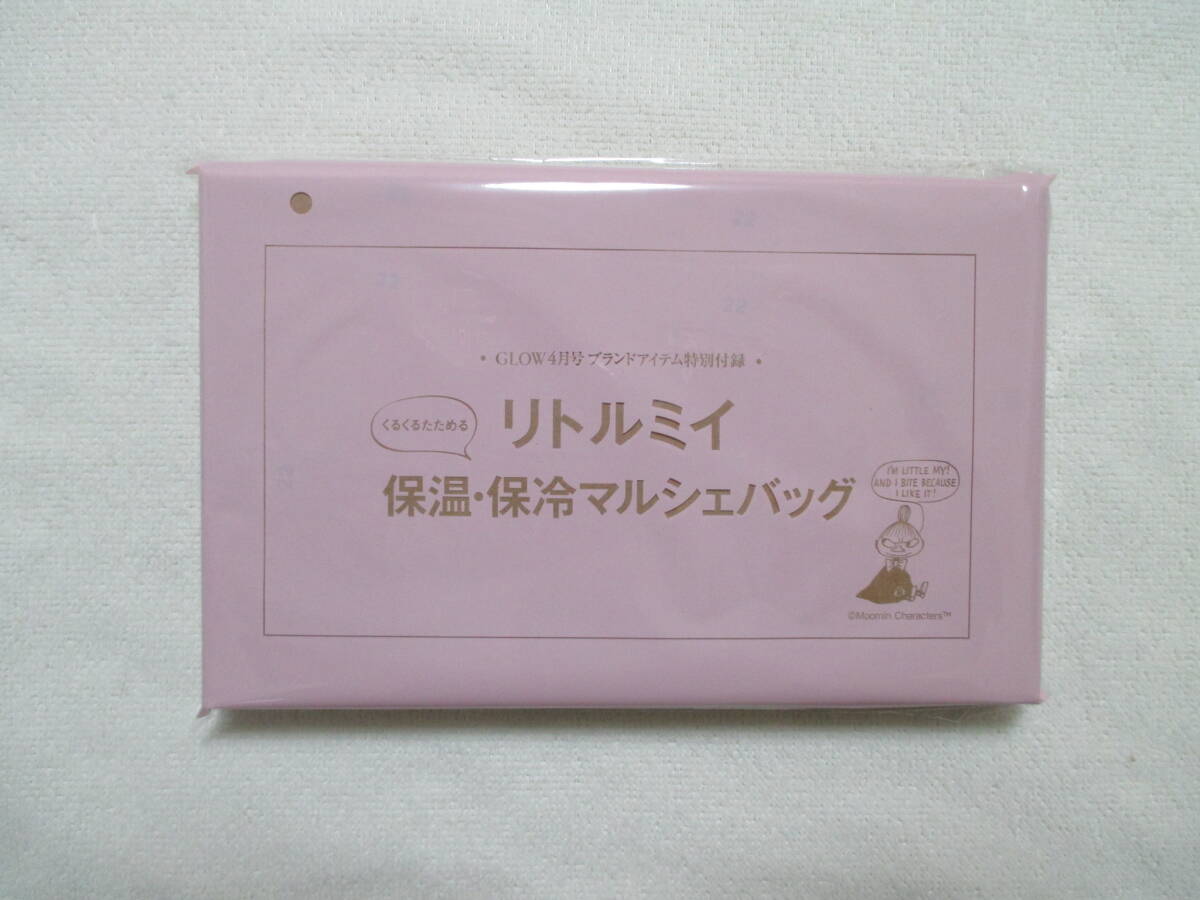 ・GLOW4月号 ブランドアイテム特別付録・
くるくるたためる
リトルミイ
保温・保冷マルシェバッグ
I'M LITTLE MY!
AND I BITE BECAUSE
I LIKE IT!
©Moomin Characters™